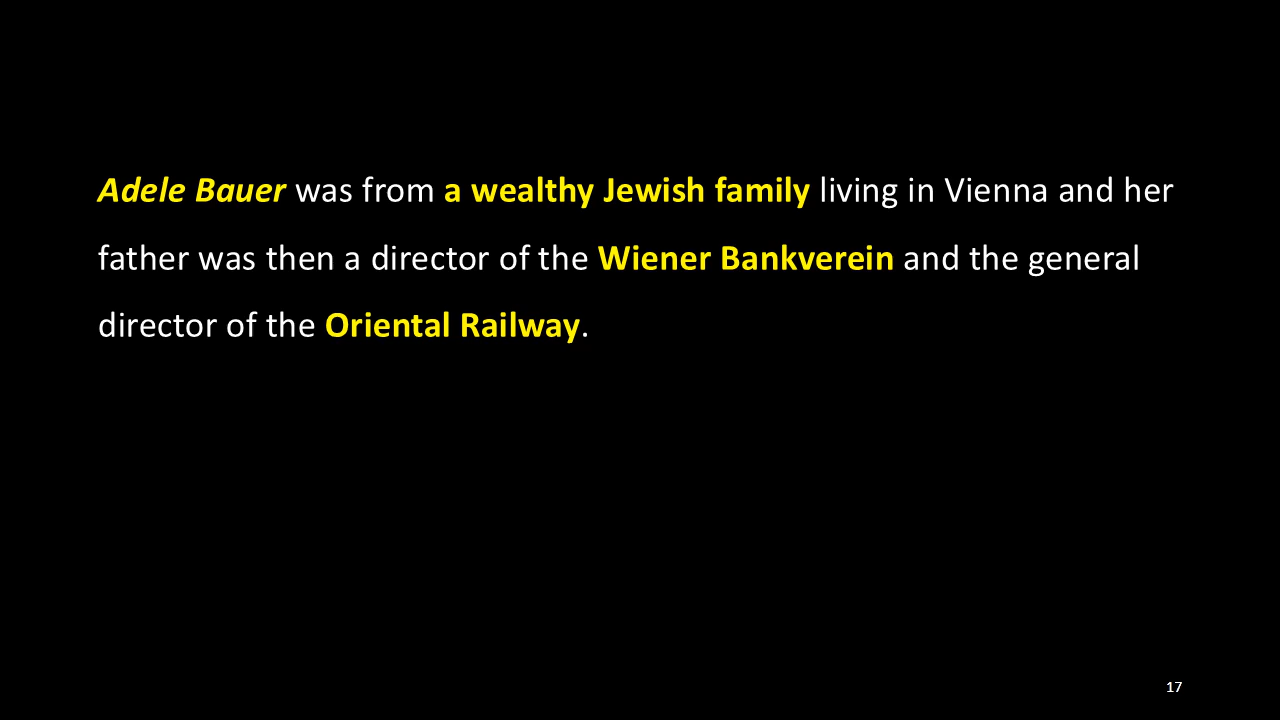 Adele Bauer was from a wealthy Jewish family living in Vienna and her
father was then a director of the Wiener Bankverein and the general
director of the Oriental Railway.
17